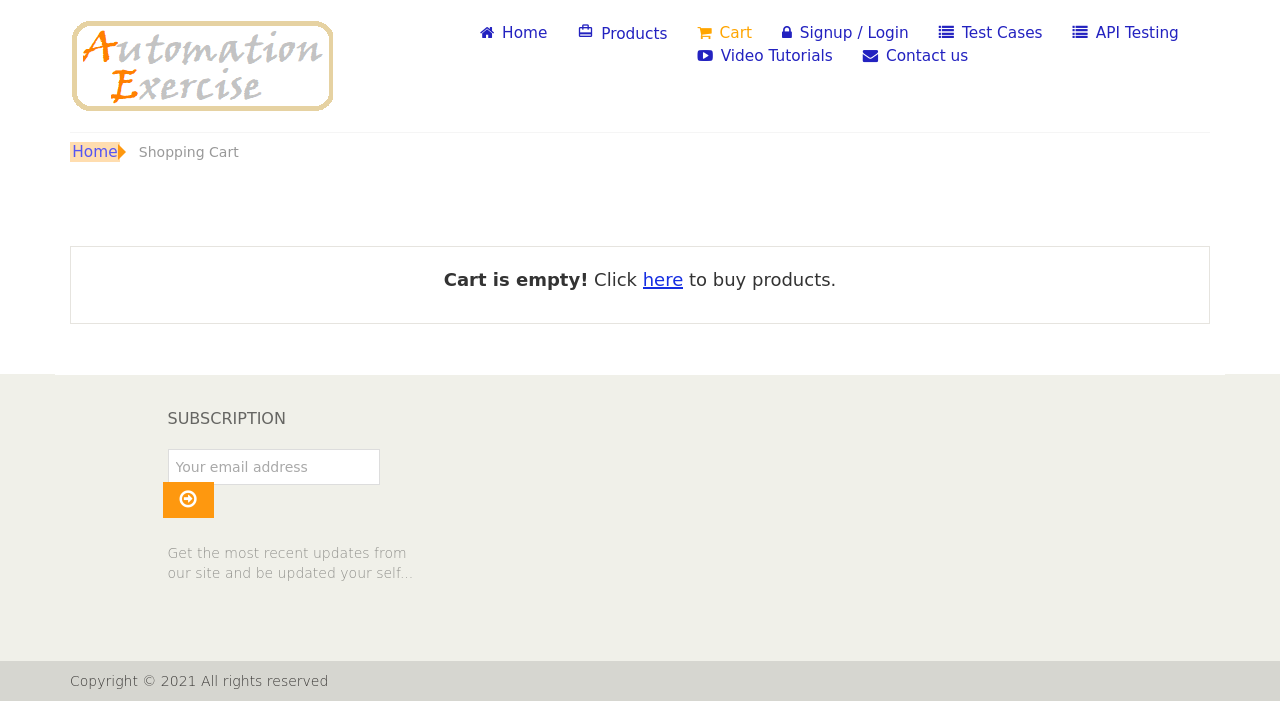 Automation
Exercise
Home Products Cart Signup / Login Test Cases API Testing
Video Tutorials Contact us
Home Shopping Cart
Cart is empty! Click here to buy products.
SUBSCRIPTION
Your email address
Get the most recent updates from
our site and be updated your self...
Copyright © 2021 All rights reserved